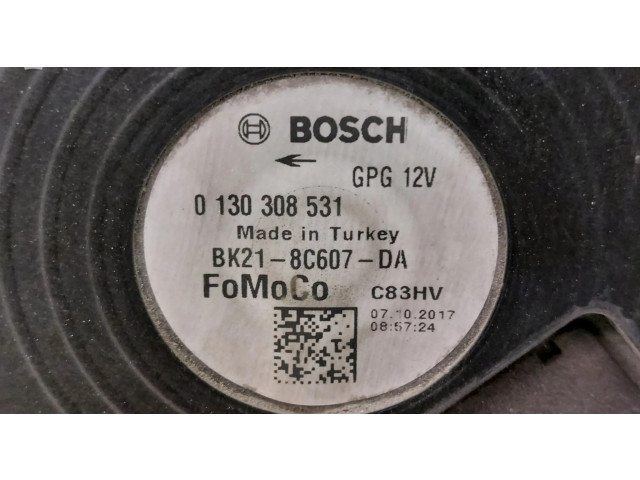 BOSCH
GPG 12V
0 130 308 531
Made in Turkey
BK21-8C607-DA
FoMoCo C83HV
07.10.2017
08:57:24